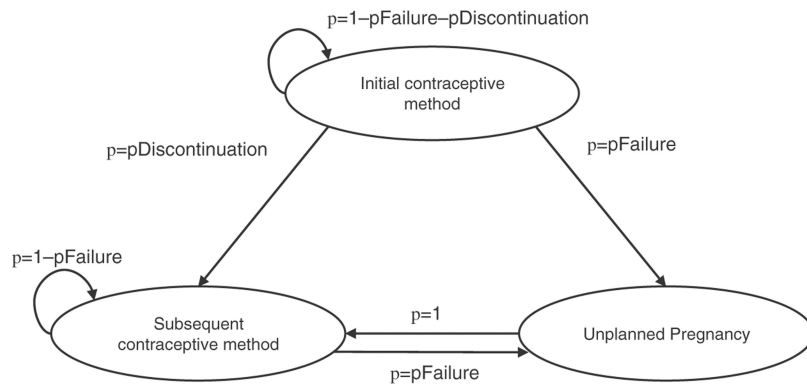 p=1–pFailure–pDiscontinuation
Initial contraceptive
method
p=pDiscontinuation
p=pFailure
p=1–pFailure
Subsequent
contraceptive method
p=1
Unplanned Pregnancy
p=pFailure